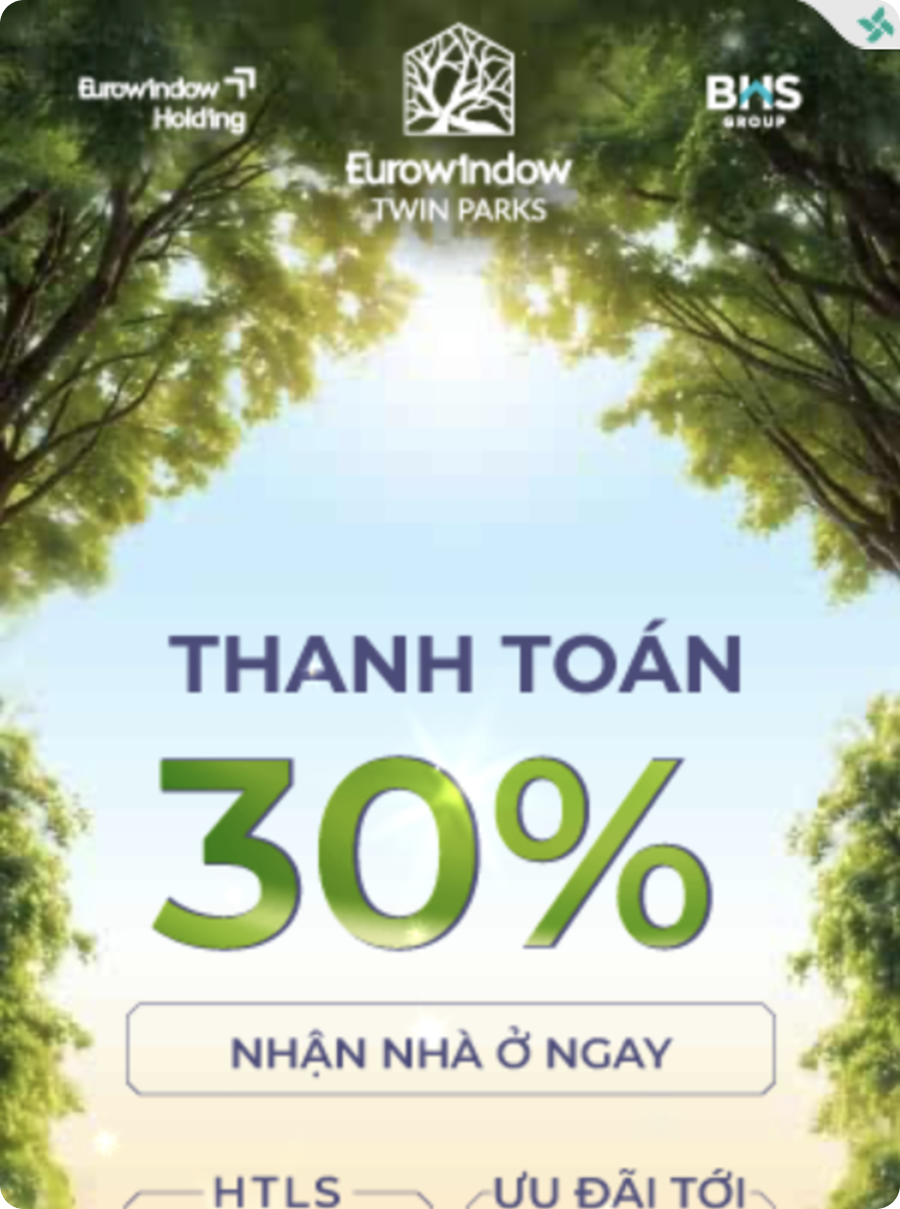 Eurowindow
Holding
Eurowindow
TWIN PARKS
BHS
GROUP
THANH TOÁN
30%
NHẬN NHÀ Ở NGAY
HTLS
ƯU ĐÃI TỚI